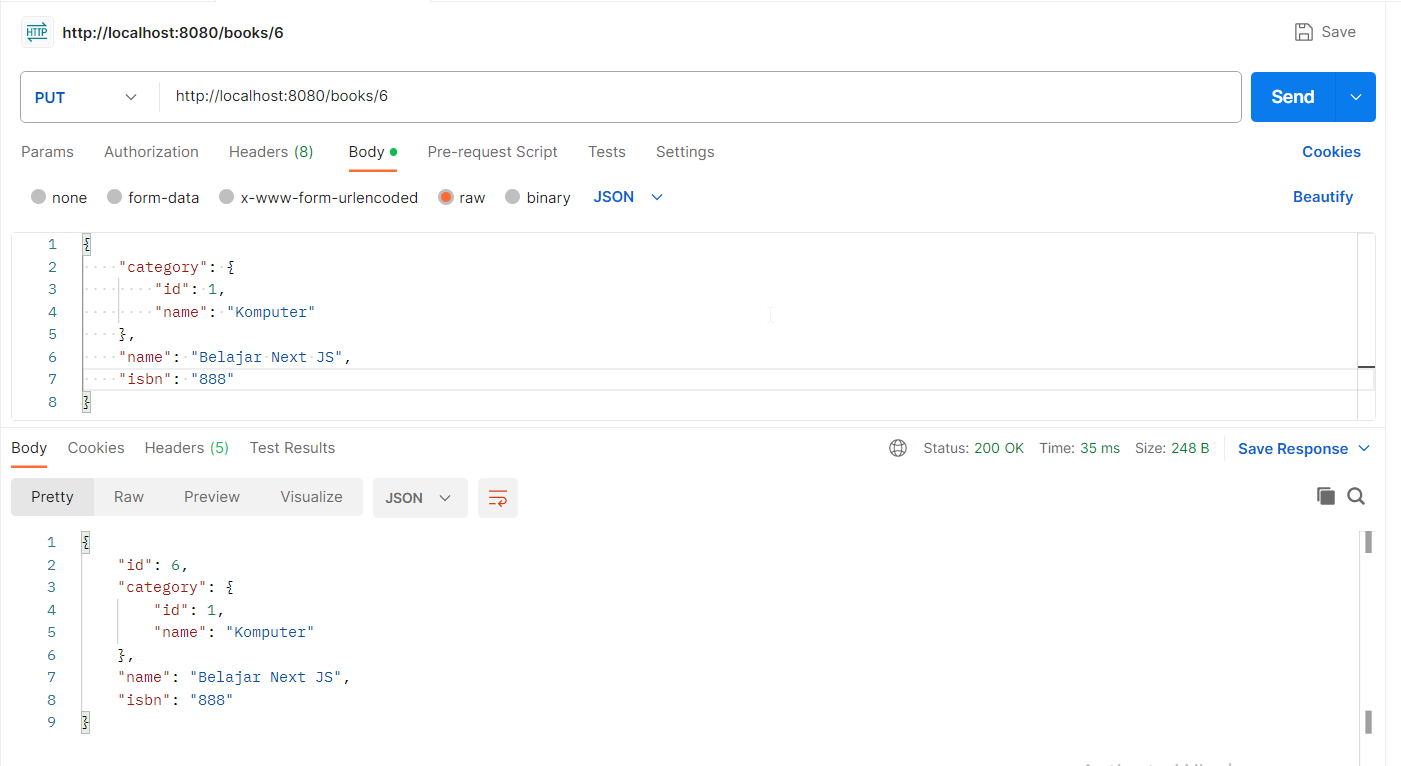 HTTP http://localhost:8080/books/6 Save
PUT http://localhost:8080/books/6 Send
Params Authorization Headers (8) Body Pre-request Script Tests Settings Cookies
none form-data x-www-form-urlencoded raw binary JSON Beautify
1 {
2 "category": {
3 "id": 1,
4 "name": "Komputer"
5 },
6 "name": "Belajar Next JS",
7 "isbn": "888"
8 }
Body Cookies Headers (5) Test Results Status: 200 OK Time: 35 ms Size: 248 B Save Response
Pretty Raw Preview Visualize JSON
1 {
2 "id": 6,
3 "category": {
4 "id": 1,
5 "name": "Komputer"
6 },
7 "name": "Belajar Next JS",
8 "isbn": "888"
9 }